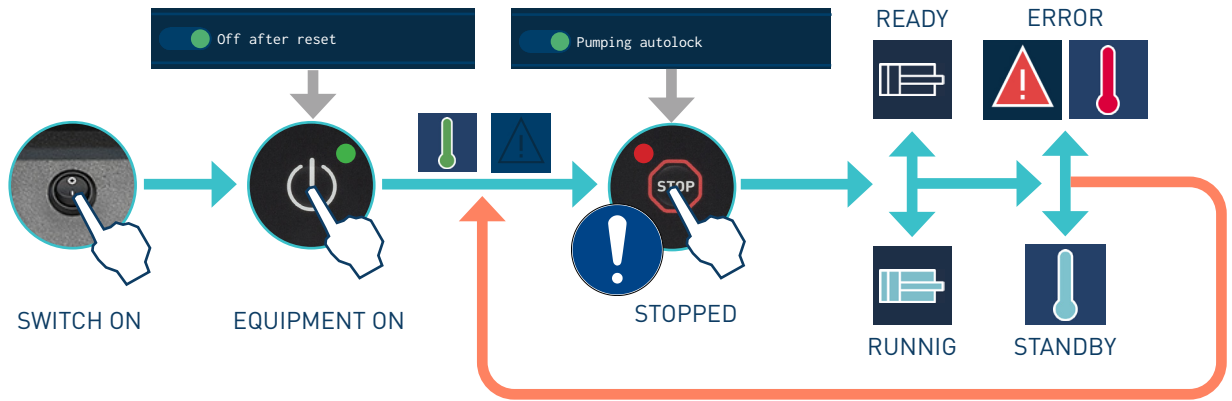 Off after reset
Pumping autolock
READY
ERROR
STOP
SWITCH ON
EQUIPMENT ON
STOPPED
RUNNIG
STANDBY